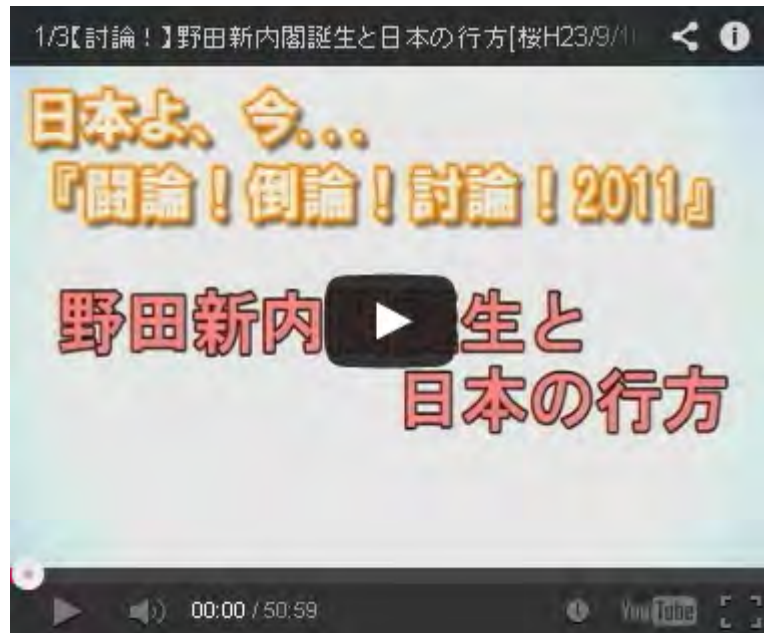 1/3【討論！】野田新内閣誕生と日本の行方[桜H23/9/1
日本よ、今...
『闘論！倒論！討論！2011』
野田新内 生と
日本の行方
00:00 / 50:59
YouTube